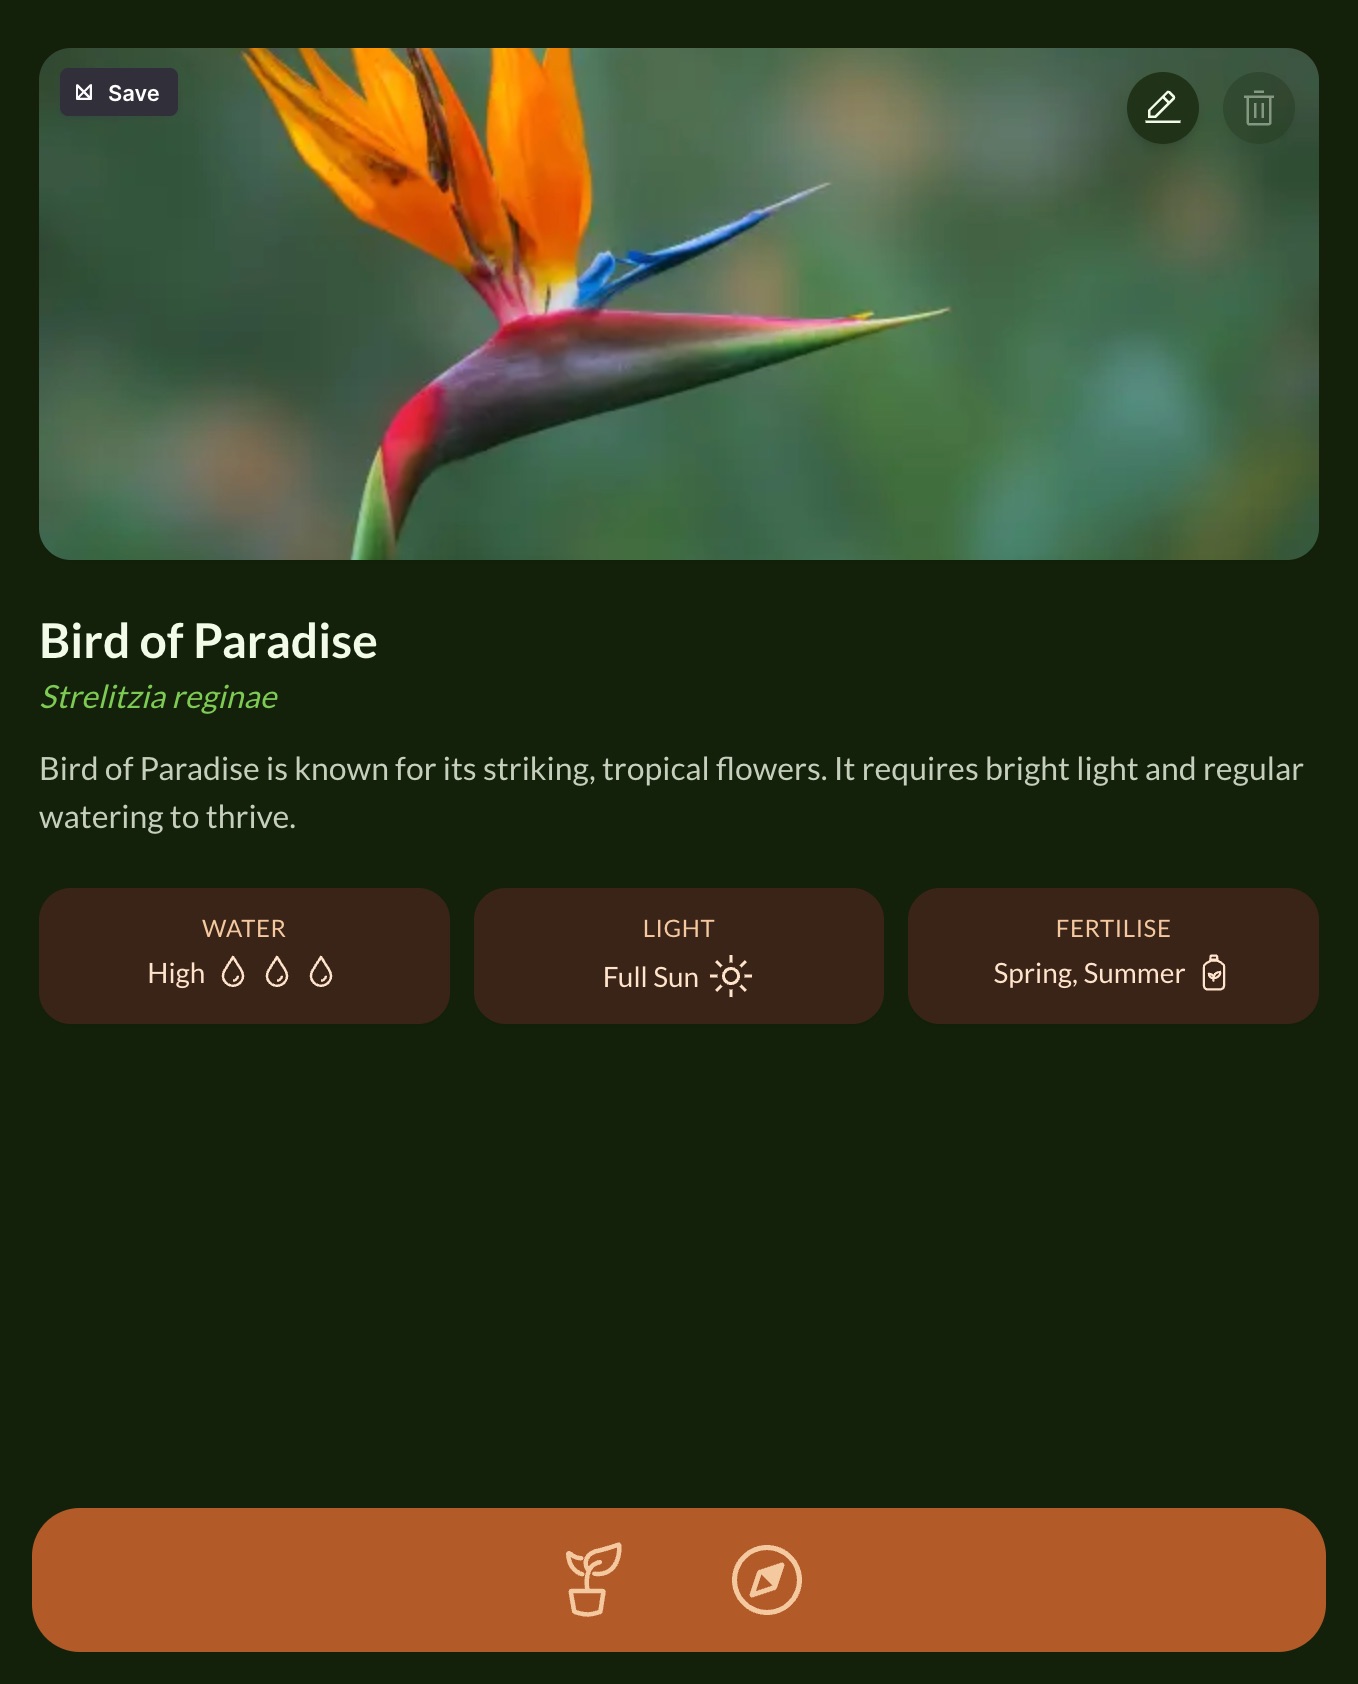 Save
Bird of Paradise
Strelitzia reginae
Bird of Paradise is known for its striking, tropical flowers. It requires bright light and regular
watering to thrive.
WATER
High
LIGHT
Full Sun
FERTILISE
Spring, Summer